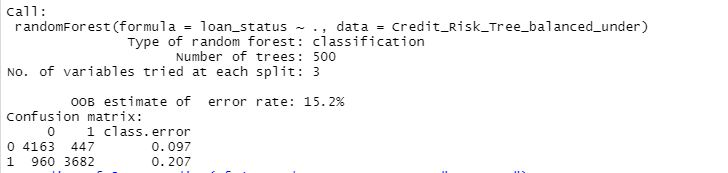 Call:
randomForest(formula = loan_status ~ ., data = Credit_Risk_Tree_balanced_under)
Type of random forest: classification
Number of trees: 500
No. of variables tried at each split: 3
OOB estimate of error rate: 15.2%
Confusion matrix:
0 1 class.error
0 4163 447 0.097
1 960 3682 0.207